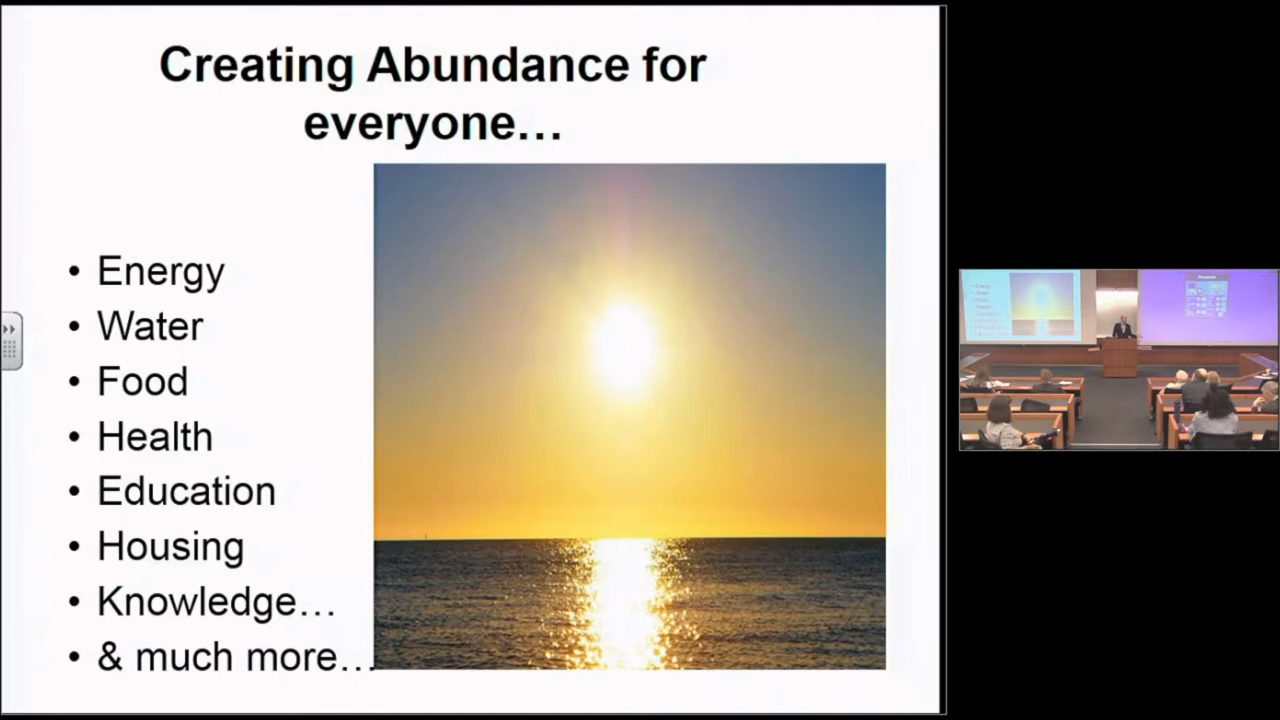 Creating Abundance for
everyone…
• Energy
• Water
• Food
• Health
• Education
• Housing
• Knowledge…
• & much more…